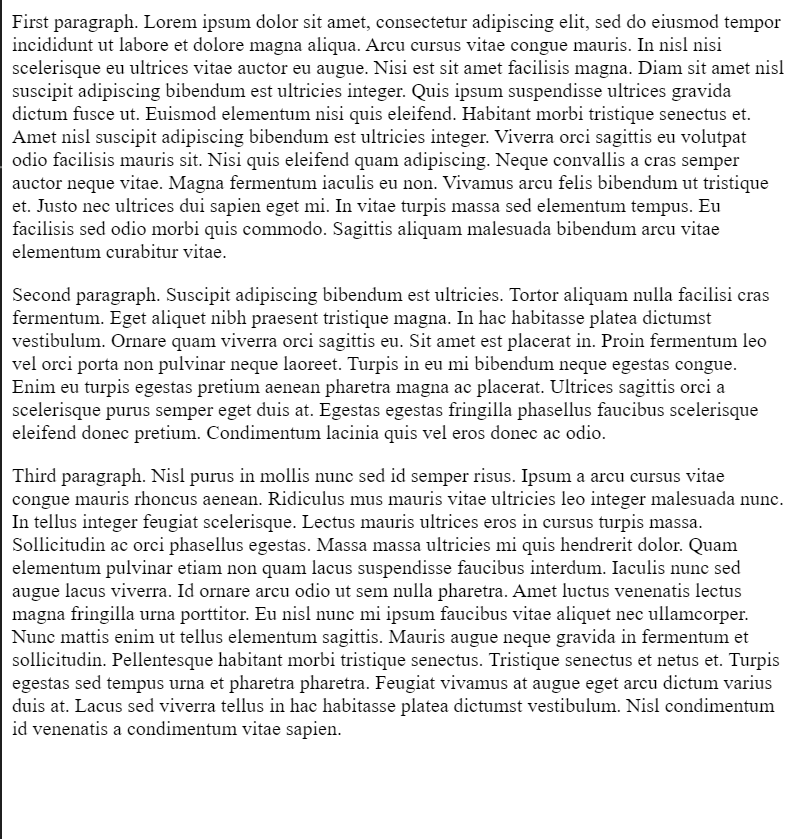 First paragraph. Lorem ipsum dolor sit amet, consectetur adipiscing elit, sed do eiusmod tempor
incididunt ut labore et dolore magna aliqua. Arcu cursus vitae congue mauris. In nisl nisi
scelerisque eu ultrices vitae auctor eu augue. Nisi est sit amet facilisis magna. Diam sit amet nisl
suscipit adipiscing bibendum est ultricies integer. Quis ipsum suspendisse ultrices gravida
dictum fusce ut. Euismod elementum nisi quis eleifend. Habitant morbi tristique senectus et.
Amet nisl suscipit adipiscing bibendum est ultricies integer. Viverra orci sagittis eu volutpat
odio facilisis mauris sit. Nisi quis eleifend quam adipiscing. Neque convallis a cras semper
auctor neque vitae. Magna fermentum iaculis eu non. Vivamus arcu felis bibendum ut tristique
et. Justo nec ultrices dui sapien eget mi. In vitae turpis massa sed elementum tempus. Eu
facilisis sed odio morbi quis commodo. Sagittis aliquam malesuada bibendum arcu vitae
elementum curabitur vitae.
Second paragraph. Suscipit adipiscing bibendum est ultricies. Tortor aliquam nulla facilisi cras
fermentum. Eget aliquet nibh praesent tristique magna. In hac habitasse platea dictumst
vestibulum. Ornare quam viverra orci sagittis eu. Sit amet est placerat in. Proin fermentum leo
vel orci porta non pulvinar neque laoreet. Turpis in eu mi bibendum neque egestas congue.
Enim eu turpis egestas pretium aenean pharetra magna ac placerat. Ultrices sagittis orci a
scelerisque purus semper eget duis at. Egestas egestas fringilla phasellus faucibus scelerisque
eleifend donec pretium. Condimentum lacinia quis vel eros donec ac odio.
Third paragraph. Nisl purus in mollis nunc sed id semper risus. Ipsum a arcu cursus vitae
congue mauris rhoncus aenean. Ridiculus mus mauris vitae ultricies leo integer malesuada nunc.
In tellus integer feugiat scelerisque. Lectus mauris ultrices eros in cursus turpis massa.
Sollicitudin ac orci phasellus egestas. Massa massa ultricies mi quis hendrerit dolor. Quam
elementum pulvinar etiam non quam lacus suspendisse faucibus interdum. Iaculis nunc sed
augue lacus viverra. Id ornare arcu odio ut sem nulla pharetra. Amet luctus venenatis lectus
magna fringilla urna porttitor. Eu nisl nunc mi ipsum faucibus vitae aliquet nec ullamcorper.
Nunc mattis enim ut tellus elementum sagittis. Mauris augue neque gravida in fermentum et
sollicitudin. Pellentesque habitant morbi tristique senectus. Tristique senectus et netus et. Turpis
egestas sed tempus urna et pharetra pharetra. Feugiat vivamus at augue eget arcu dictum varius
duis at. Lacus sed viverra tellus in hac habitasse platea dictumst vestibulum. Nisl condimentum
id venenatis a condimentum vitae sapien.